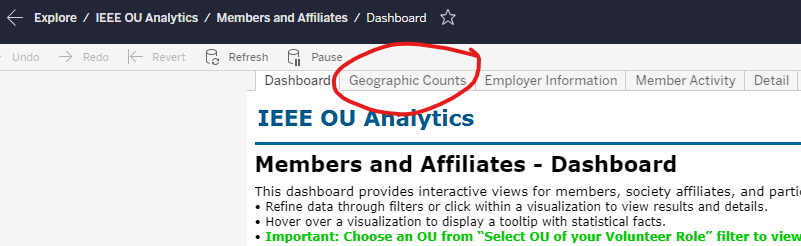 Explore / IEEE OU Analytics / Members and Affiliates / Dashboard
Undo Redo Revert Refresh Pause
Dashboard Geographic Counts Employer Information Member Activity Detail
IEEE OU Analytics
Members and Affiliates - Dashboard
This dashboard provides interactive views for members, society affiliates, and parti
• Refine data through filters or click within a visualization to view results and details.
• Hover over a visualization to display a tooltip with statistical facts.
• Important: Choose an OU from “Select OU of your Volunteer Role” filter to view